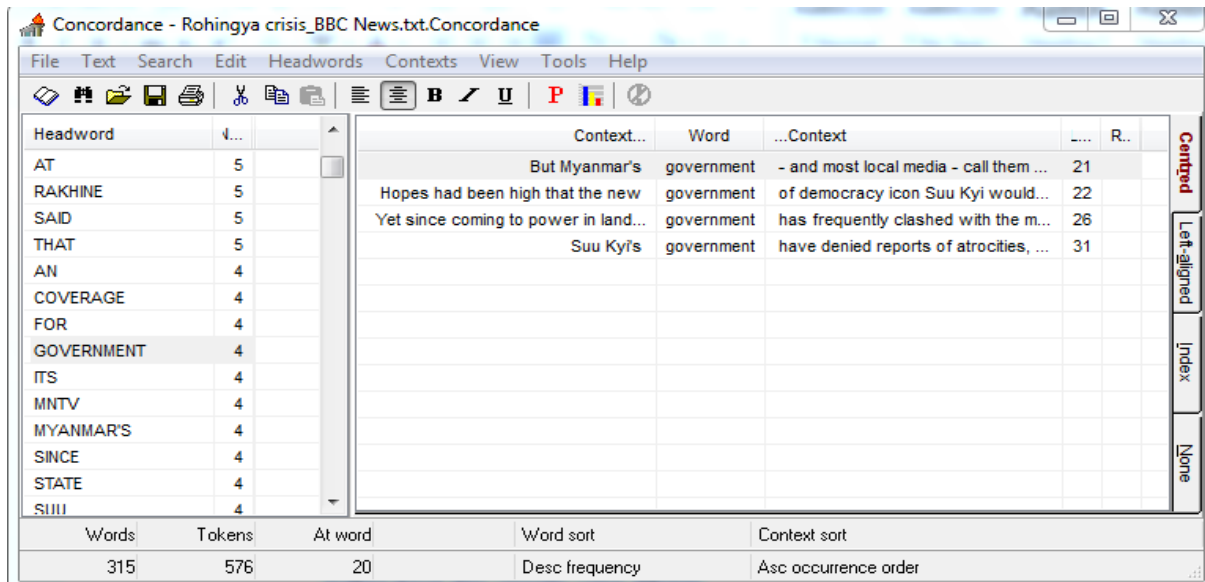 Concordance - Rohingya crisis_BBC News.txt.Concordance
File Text Search Edit Headwords Contexts View Tools Help
B I U P
Headword
AT 5
RAKHINE 5
SAID 5
THAT 5
AN 4
COVERAGE 4
FOR 4
GOVERNMENT 4
ITS 4
MNTV 4
MYANMAR'S 4
SINCE 4
STATE 4
SUU 4
Context... Word ...Context L... R..
But Myanmar's government - and most local media - call them ... 21
Hopes had been high that the new government of democracy icon Suu Kyi would... 22
Yet since coming to power in land... government has frequently clashed with the m... 26
Suu Kyi's government have denied reports of atrocities, ... 31
Centred
Left-aligned
Index
None
Words Tokens At word Word sort Context sort
315 576 20 Desc frequency Asc occurrence order